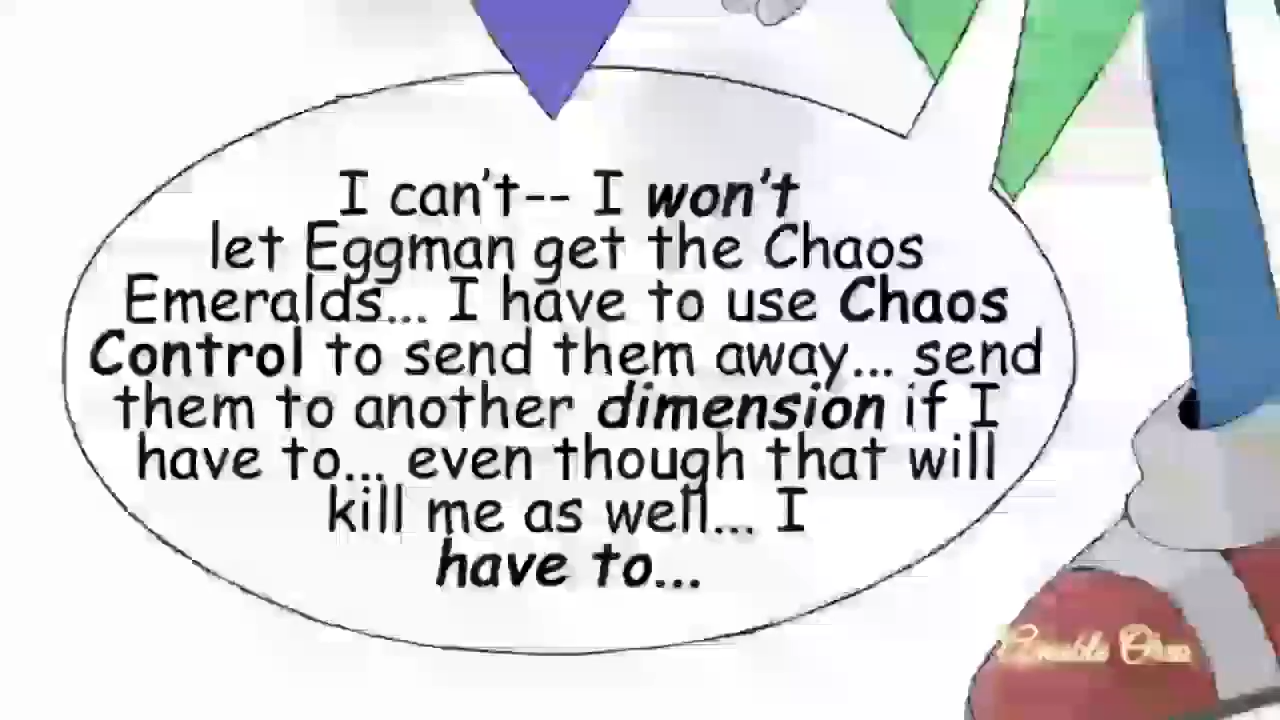 I can't-- I won't
let Eggman get the Chaos
Emeralds... I have to use Chaos
Control to send them away... send
them to another dimension if I
have to... even though that will
kill me as well... I
have to...